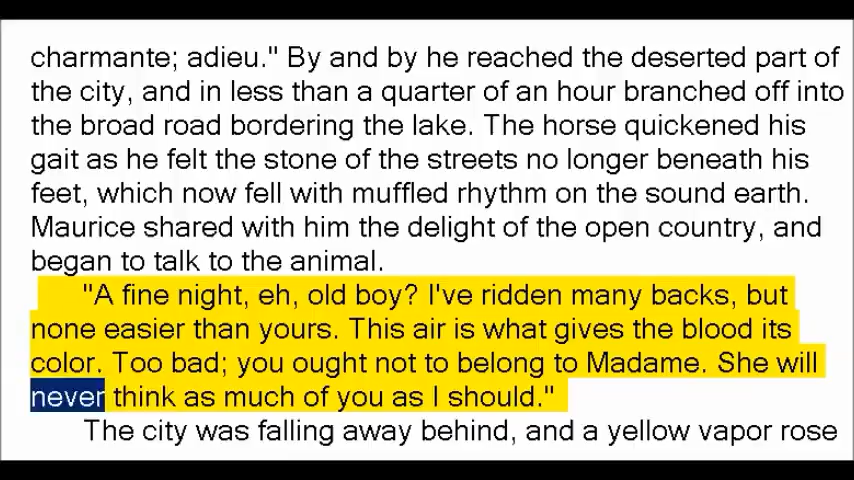 charmante; adieu." By and by he reached the deserted part of
the city, and in less than a quarter of an hour branched off into
the broad road bordering the lake. The horse quickened his
gait as he felt the stone of the streets no longer beneath his
feet, which now fell with muffled rhythm on the sound earth.
Maurice shared with him the delight of the open country, and
began to talk to the animal.
"A fine night, eh, old boy? I've ridden many backs, but
none easier than yours. This air is what gives the blood its
color. Too bad; you ought not to belong to Madame. She will
never think as much of you as I should."
The city was falling away behind, and a yellow vapor rose